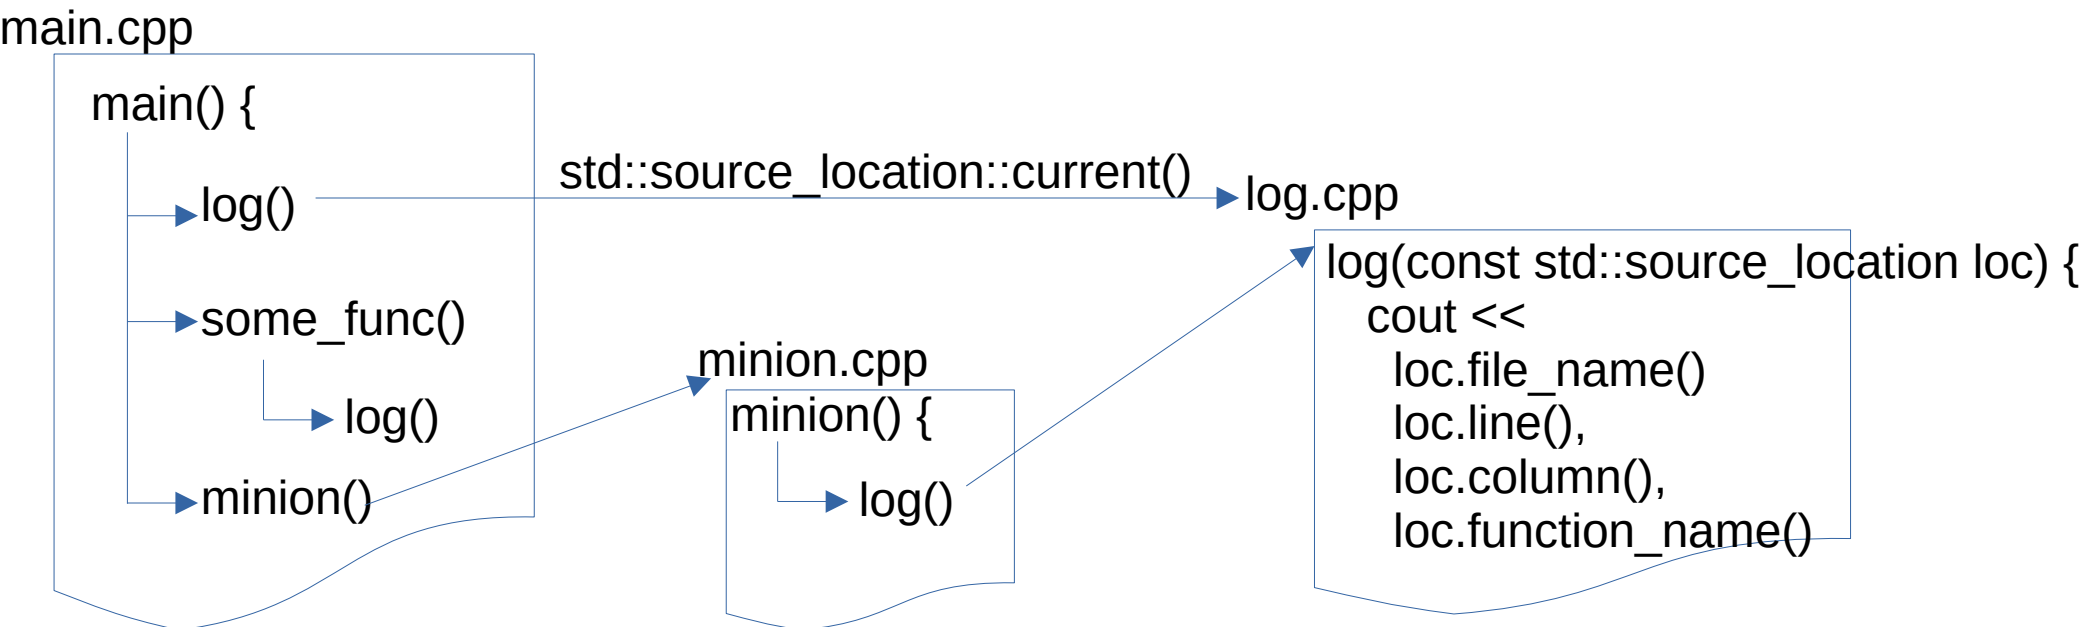 main.cpp
main() {
log()
some_func()
log()
minion()
std::source_location::current()
minion.cpp
minion() {
log()
log.cpp
log(const std::source_location loc) {
cout <<
loc.file_name()
loc.line(),
loc.column(),
loc.function_name()